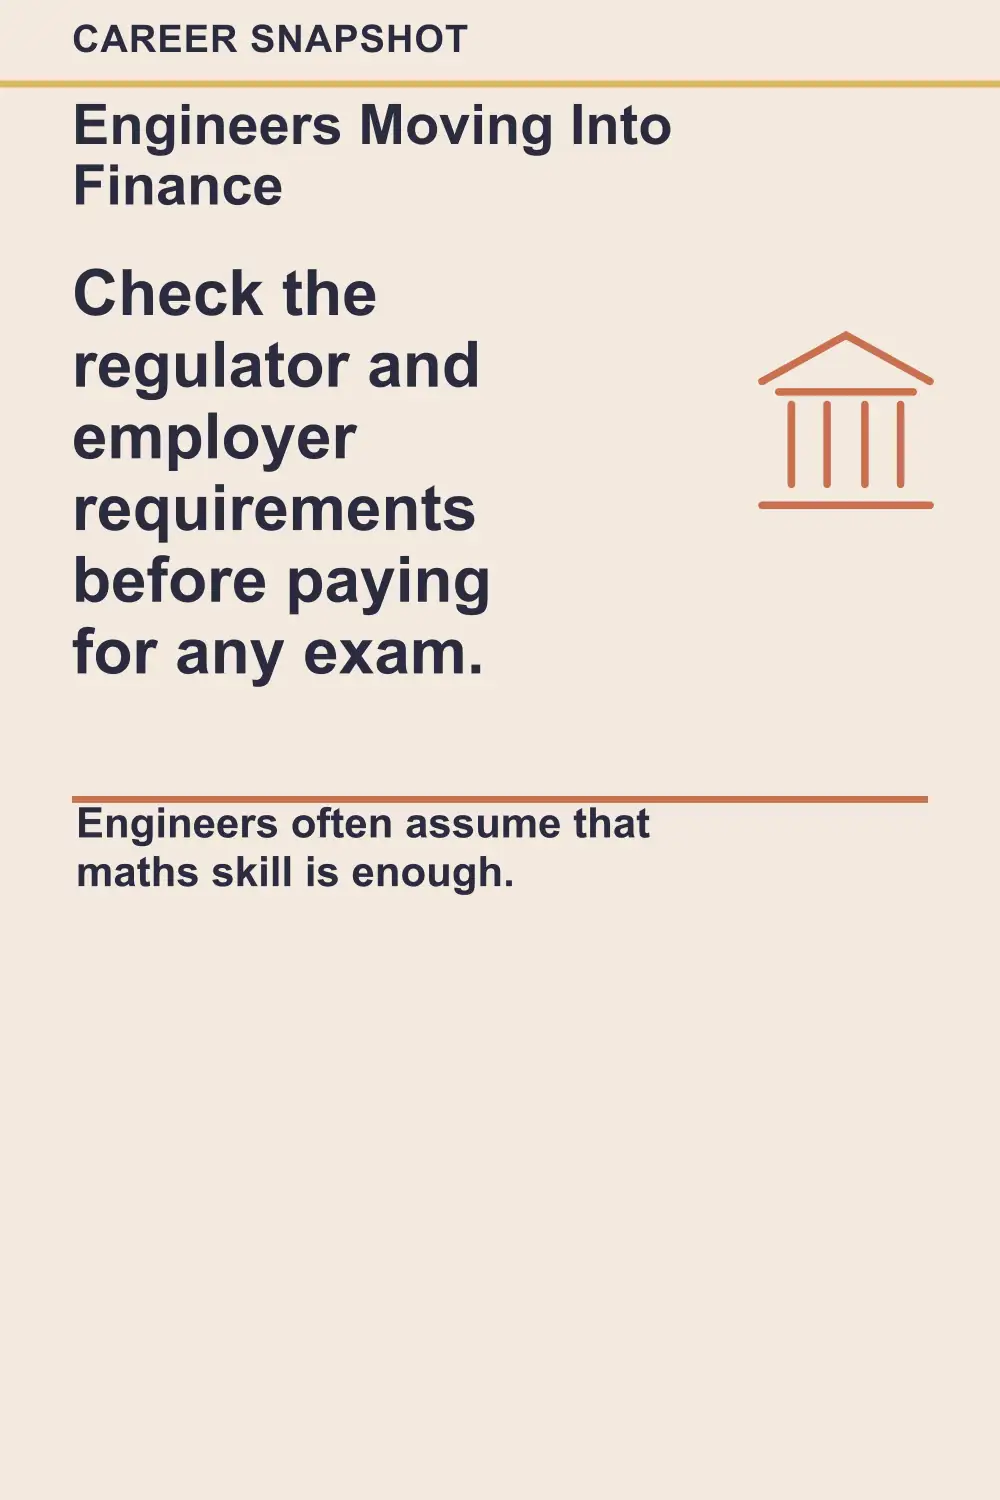 CAREER SNAPSHOT
Engineers Moving Into
Finance
Check the
regulator and
employer
requirements
before paying
for any exam.
Engineers often assume that
maths skill is enough.